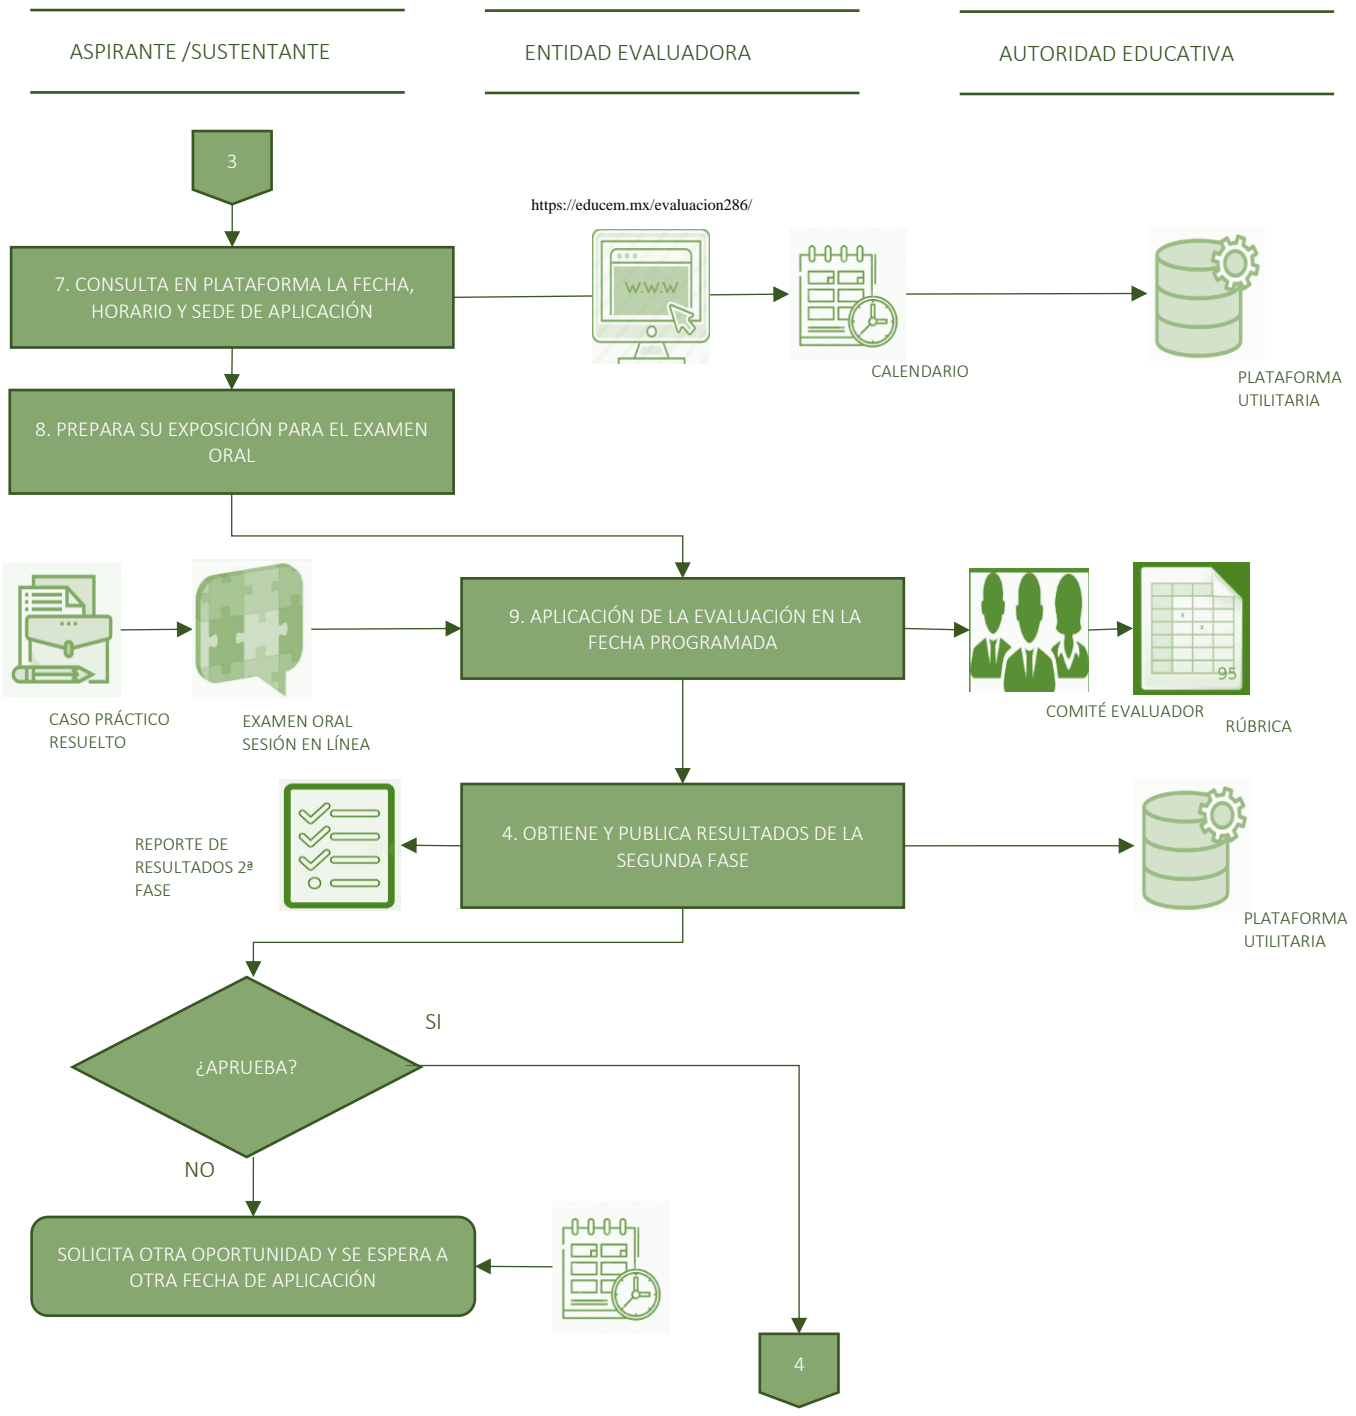 ASPIRANTE /SUSTENTANTE
ENTIDAD EVALUADORA
AUTORIDAD EDUCATIVA
3
https://educem.mx/evaluacion286/
7. CONSULTA EN PLATAFORMA LA FECHA,
HORARIO Y SEDE DE APLICACIÓN
W.W.W
CALENDARIO
PLATAFORMA
UTILITARIA
8. PREPARA SU EXPOSICIÓN PARA EL EXAMEN
ORAL
9. APLICACIÓN DE LA EVALUACIÓN EN LA
FECHA PROGRAMADA
x
x
95
CASO PRÁCTICO
RESUELTO
EXAMEN ORAL
SESIÓN EN LÍNEA
COMITÉ EVALUADOR
RÚBRICA
4. OBTIENE Y PUBLICA RESULTADOS DE LA
SEGUNDA FASE
REPORTE DE
RESULTADOS 2ª
FASE
PLATAFORMA
UTILITARIA
SI
¿APRUEBA?
NO
SOLICITA OTRA OPORTUNIDAD Y SE ESPERA A
OTRA FECHA DE APLICACIÓN
4